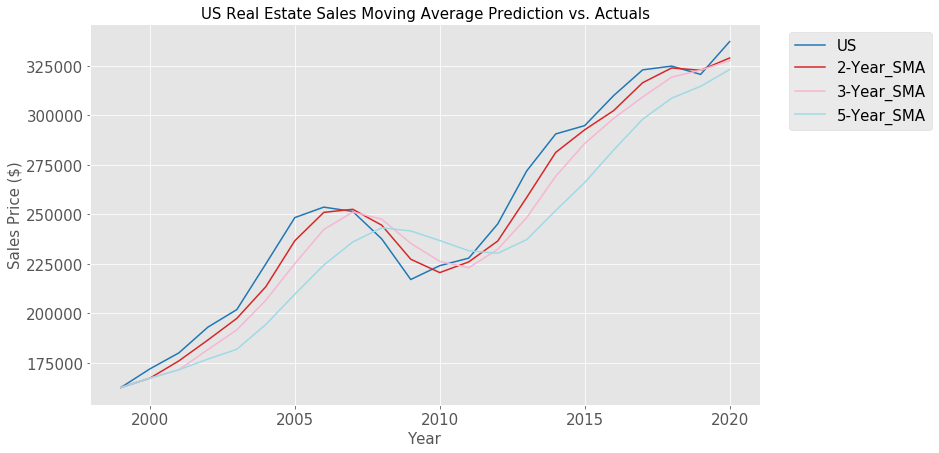 US Real Estate Sales Moving Average Prediction vs. Actuals
US
2-Year_SMA
3-Year_SMA
5-Year_SMA
Sales Price ($)
325000
300000
275000
250000
225000
200000
175000
2000 2005 2010 2015 2020
Year